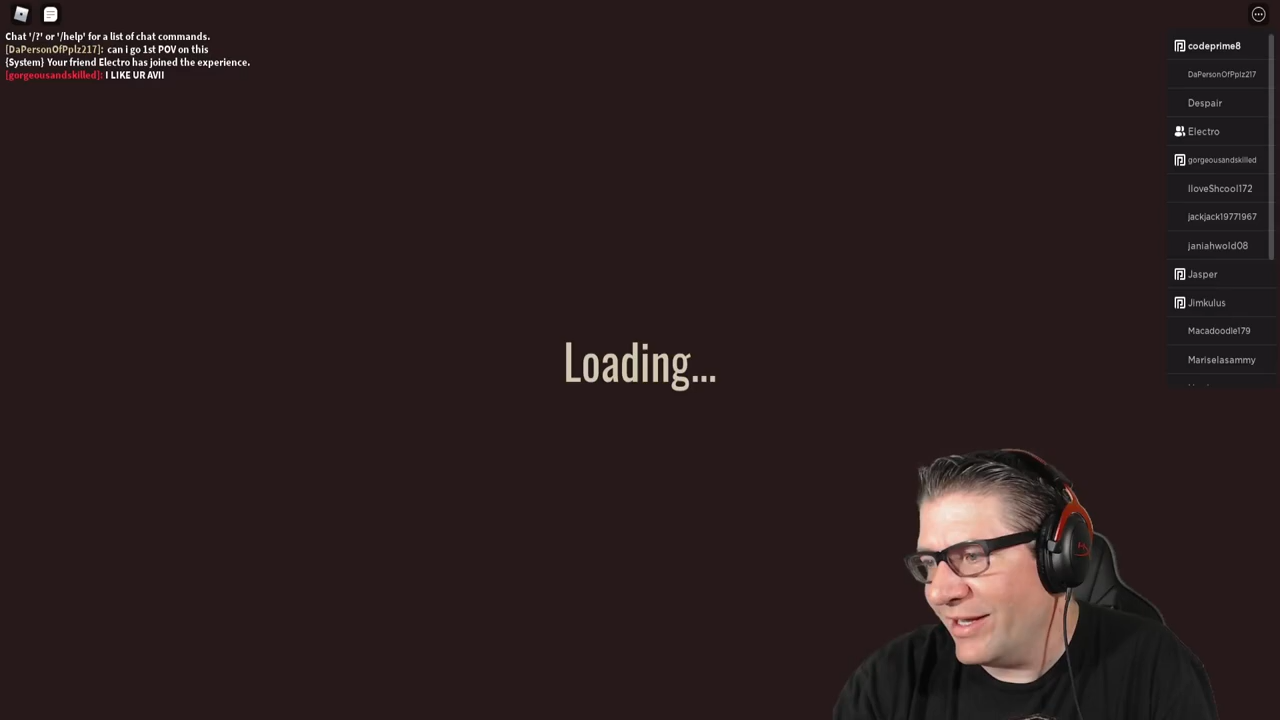 Chat '/?' or '/help' for a list of chat commands.
[DaPersonOfPplz217]: can i go 1st POV on this
{System} Your friend Electro has joined the experience.
[gorgeousandskilled]: I LIKE UR AVII
codeprime8
DaPersonOfPplz217
Despair
Electro
gorgeousandskilled
IloveShcool172
jackjack19771967
janiahwold08
Jasper
Jimkulus
Macadoodle179
Mariselasammy
Loading...